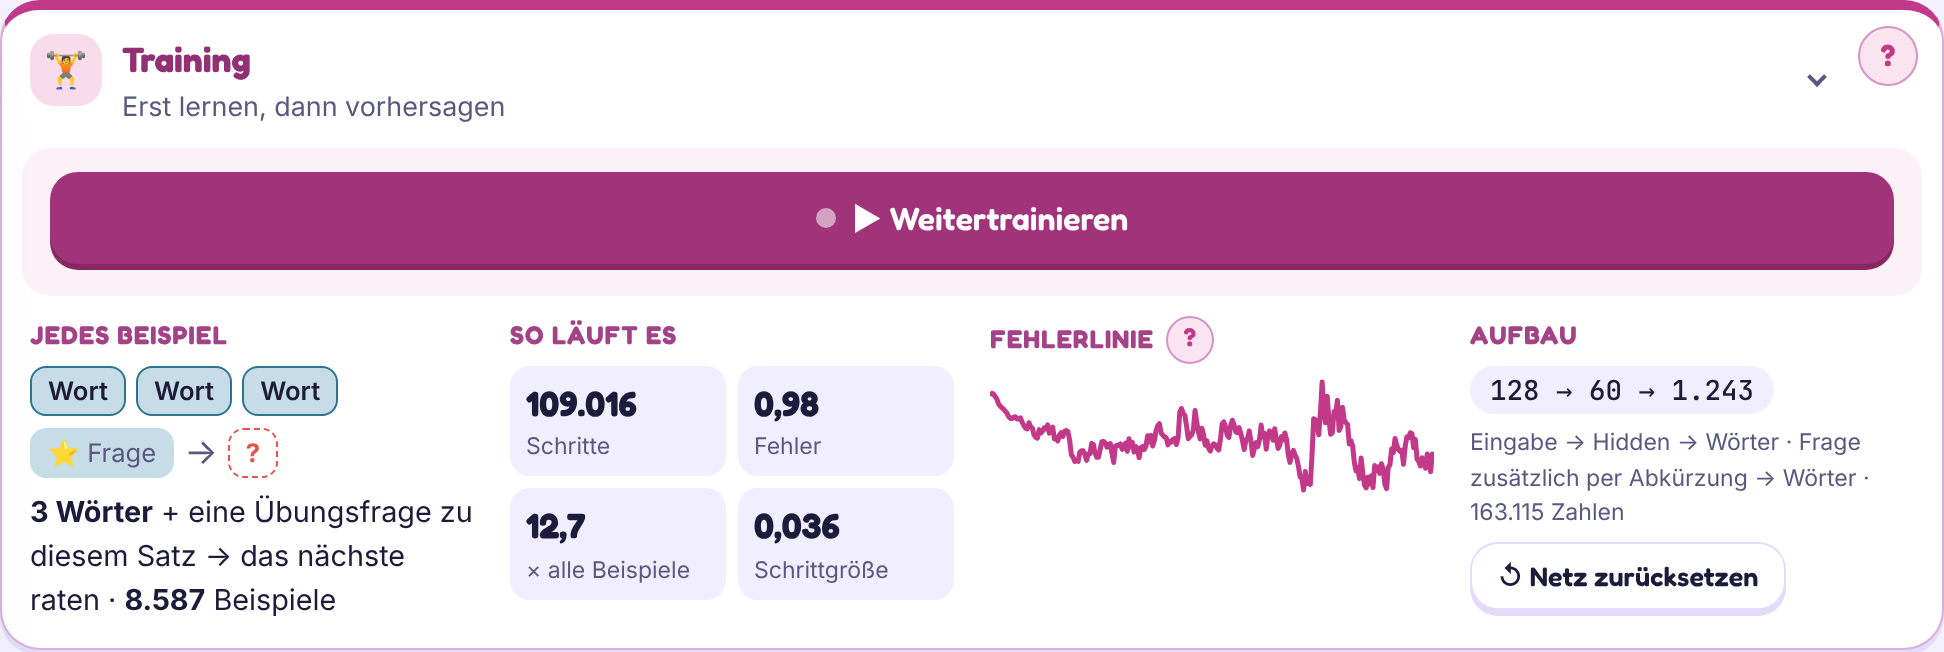 Training
Erst lernen, dann vorhersagen
?
▶ Weitertrainieren
JEDES BEISPIEL
Wort Wort Wort
Frage → ?
3 Wörter + eine Übungsfrage zu
diesem Satz → das nächste
raten · 8.587 Beispiele
SO LÄUFT ES
109.016
Schritte
0,98
Fehler
12,7
× alle Beispiele
0,036
Schrittgröße
FEHLERLINIE ?
AUFBAU
128 → 60 → 1.243
Eingabe → Hidden → Wörter · Frage
zusätzlich per Abkürzung → Wörter ·
163.115 Zahlen
↺ Netz zurücksetzen